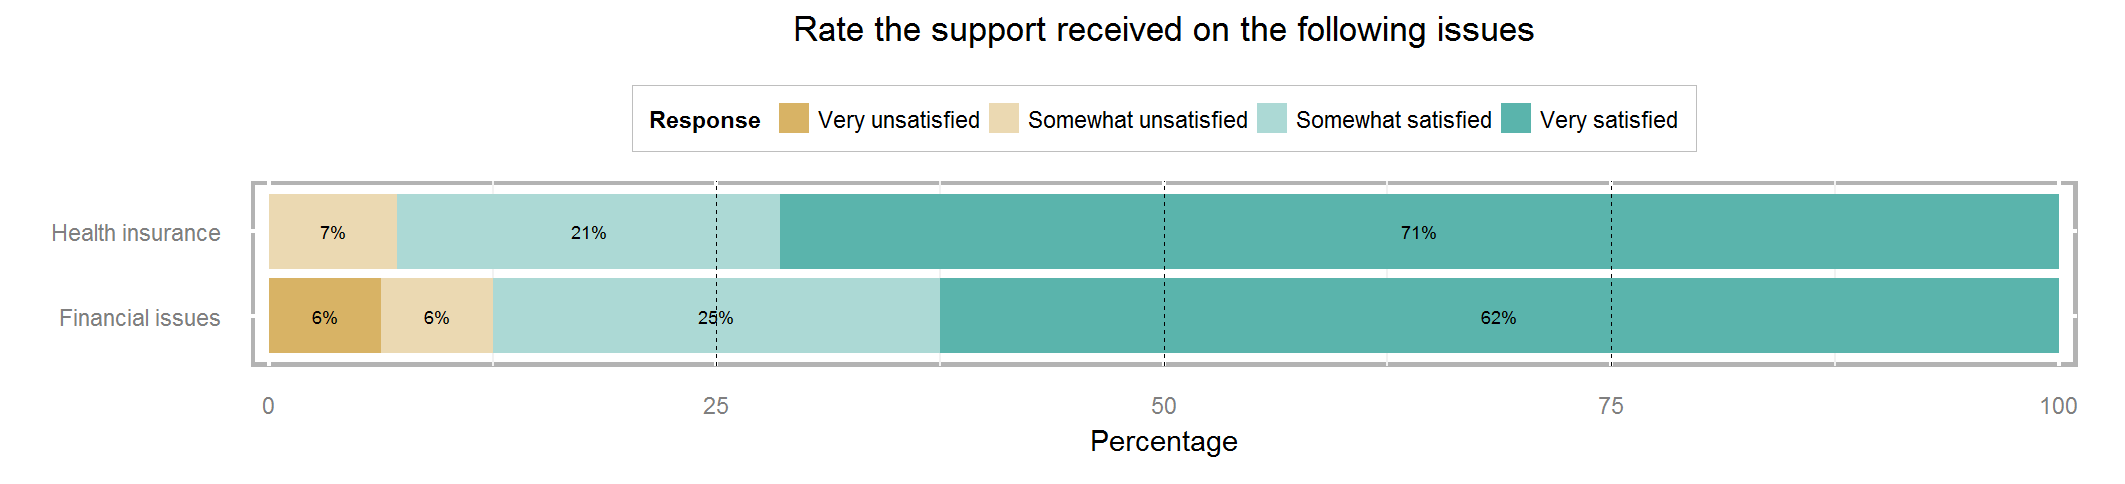 Rate the support received on the following issues
Response Very unsatisfied Somewhat unsatisfied Somewhat satisfied Very satisfied
Health insurance 7% 21% 71%
Financial issues 6% 6% 25% 62%
0 25 50 75 100
Percentage